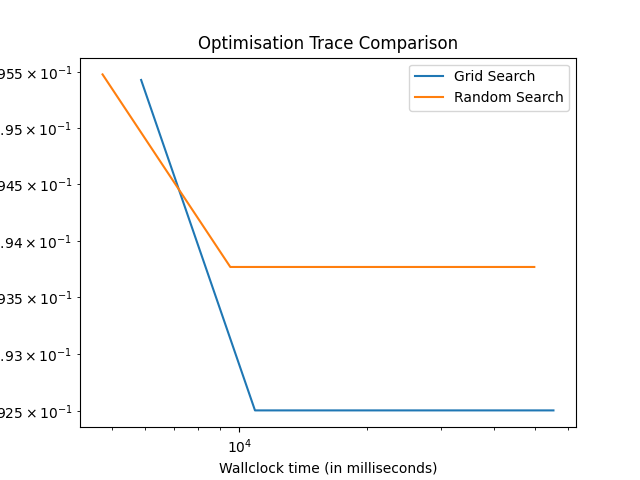 Optimisation Trace Comparison
Grid Search
Random Search
955 × 10⁻¹
.95 × 10⁻¹
945 × 10⁻¹
.94 × 10⁻¹
935 × 10⁻¹
.93 × 10⁻¹
925 × 10⁻¹
10⁴
Wallclock time (in milliseconds)